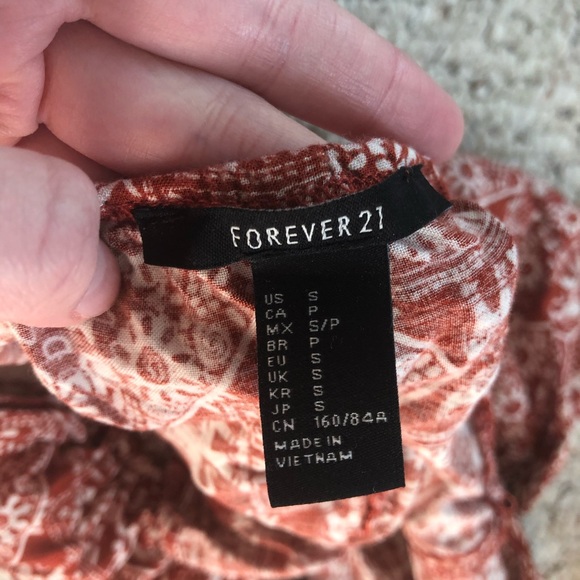 FOREVER 21
US S
CA P
MX S/P
BR P
EU S
UK S
KR S
JP S
CN 160/84A
MADE IN
VIETNAM